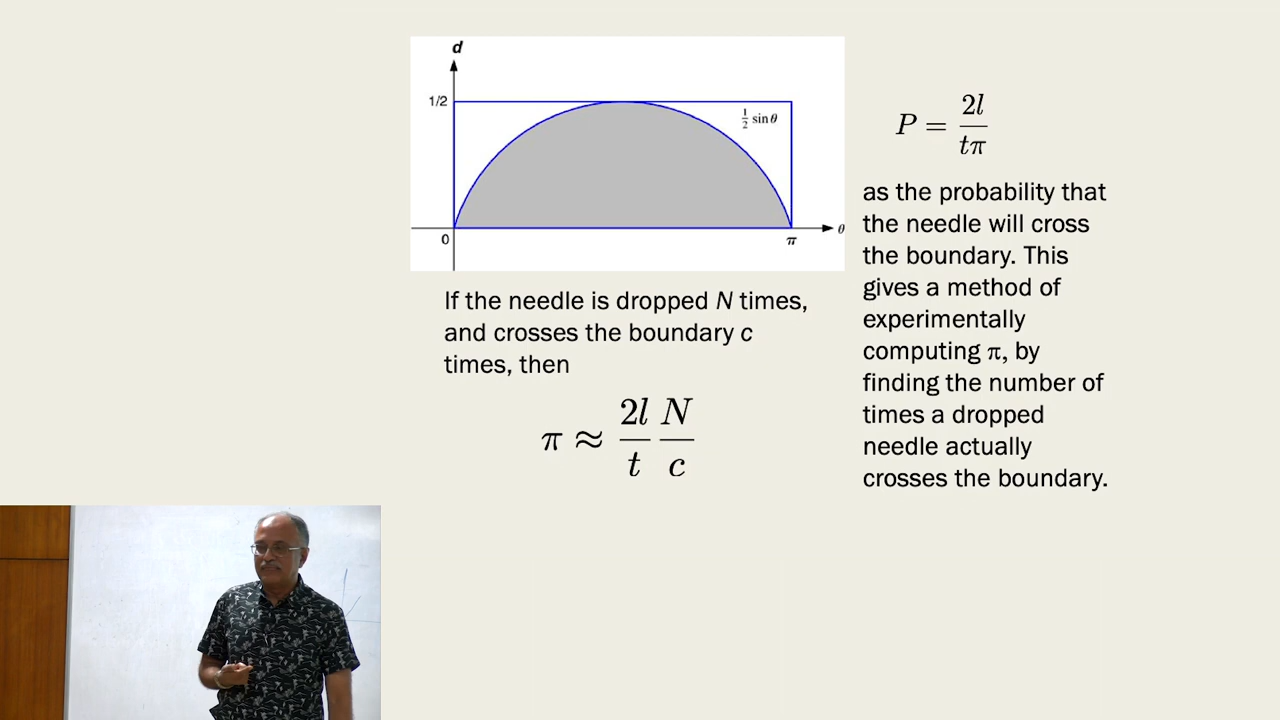 d
1/2
½ sin θ
0
π
θ
If the needle is dropped N times,
and crosses the boundary c
times, then
π ≈ 2l/t N/c
P = 2l/tπ
as the probability that
the needle will cross
the boundary. This
gives a method of
experimentally
computing π, by
finding the number of
times a dropped
needle actually
crosses the boundary.